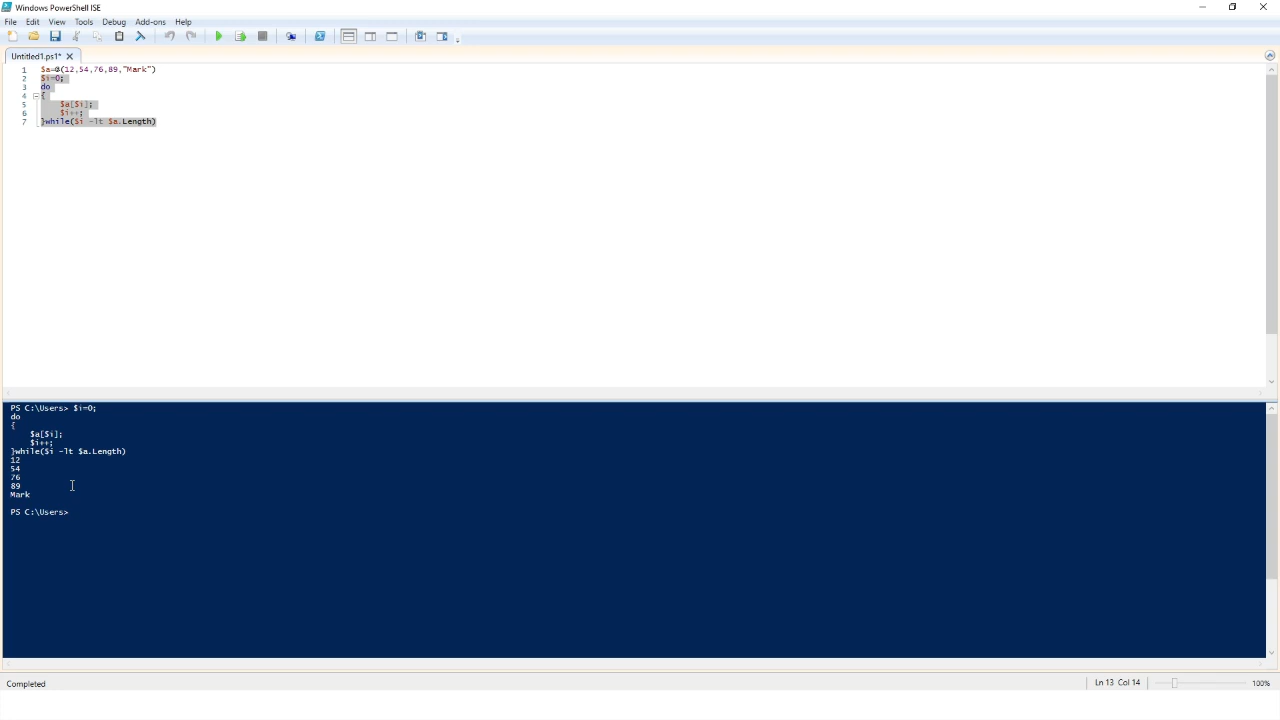 Windows PowerShell ISE
File Edit View Tools Debug Add-ons Help
Untitled1.ps1*
1 $a=@(12,54,76,89,"Mark")
2 $i=0;
3 do
4 {
5 $a[$i];
6 $i++;
7 }while($i -lt $a.Length)
PS C:\Users> $i=0;
do
{
$a[$i];
$i++;
}while($i -lt $a.Length)
12
54
76
89
Mark
PS C:\Users>
Completed
Ln 13 Col 14
100%